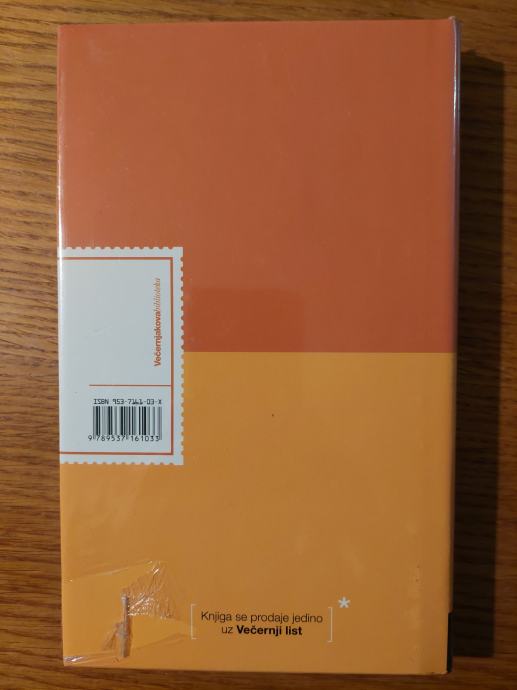 Večernjakova/biblioteka
ISBN 953-7161-03-X
9 789537 161033
[ Knjiga se prodaje jedino ]*
uz Večernji list